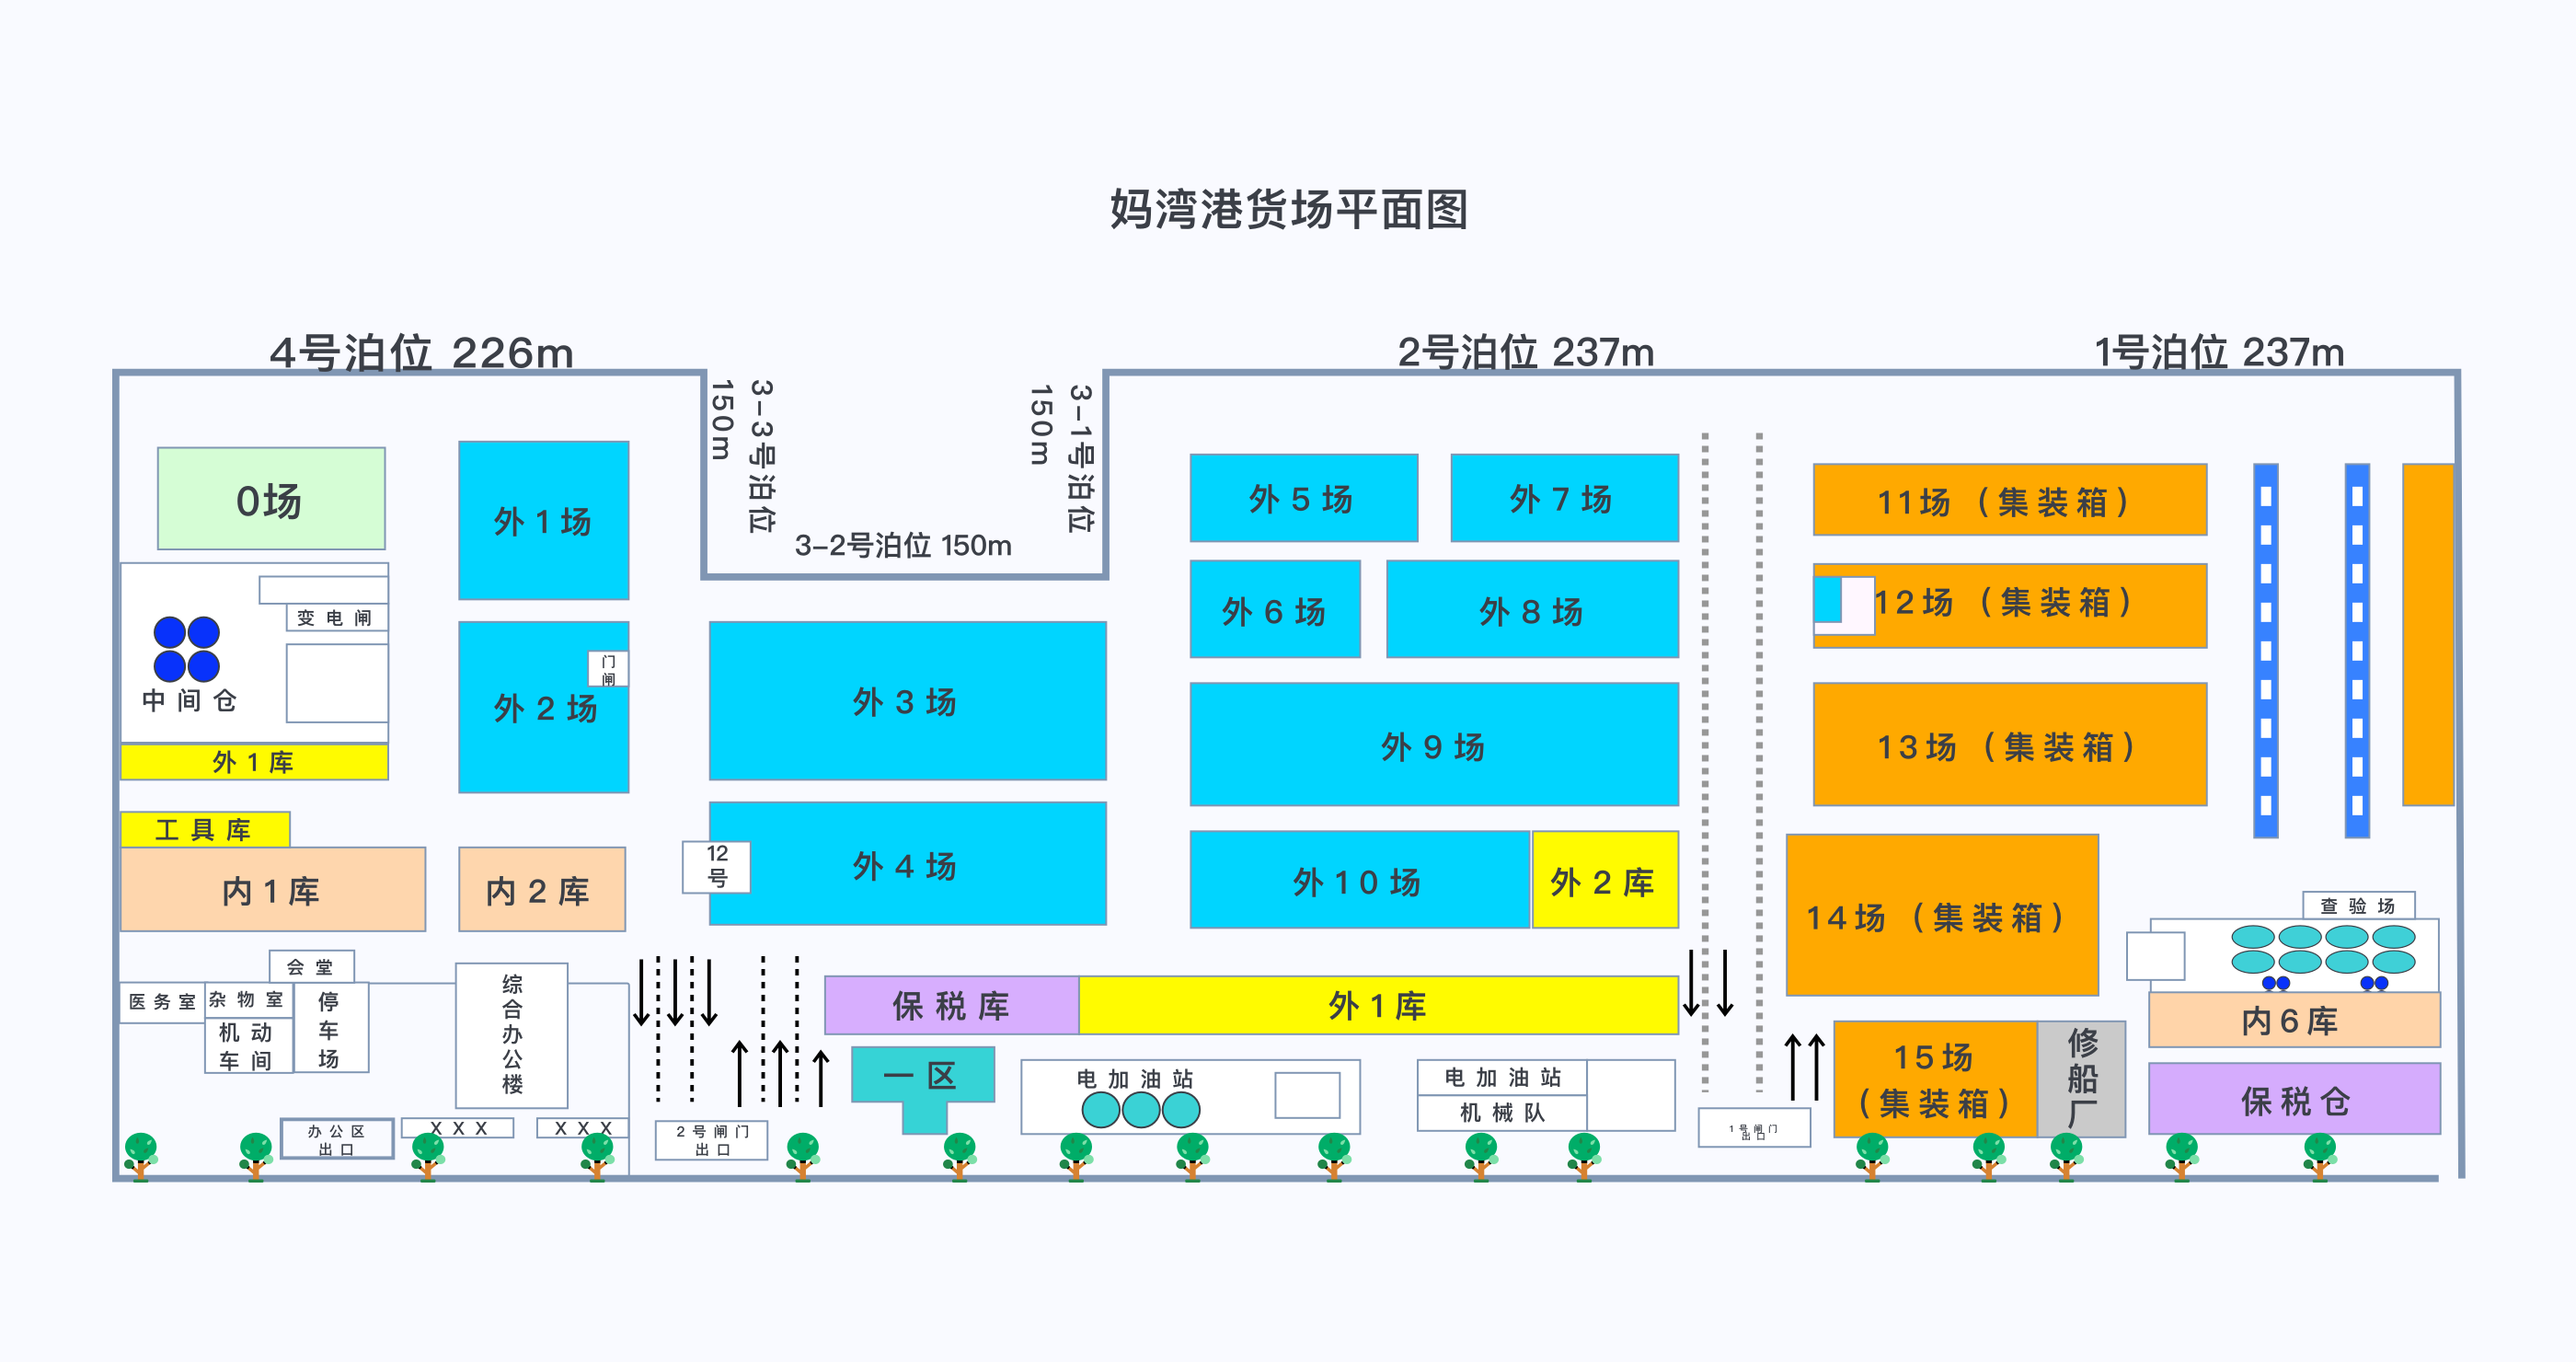 妈湾港货场平面图
4号泊位 226m
2号泊位 237m
1号泊位 237m
3-3号泊位
150m
3-1号泊位
150m
3-2号泊位 150m
0场
外1场
外5场
外7场
11场（集装箱）
变电闸
外6场
外8场
12场（集装箱）
门
闸
中间仓
外2场
外3场
外9场
13场（集装箱）
外1库
工具库
12
号
外4场
内1库
内2库
外10场
外2库
14场（集装箱）
查验场
会堂
医务室
杂物室
停
车
场
机动
车间
综
合
办
公
楼
保税库
外1库
内6库
一区
电加油站
电加油站
机械队
15场
（集装箱）
修
船
厂
保税仓
办公区
出口
XXX
XXX
2号闸门
出口
1号闸门
出口